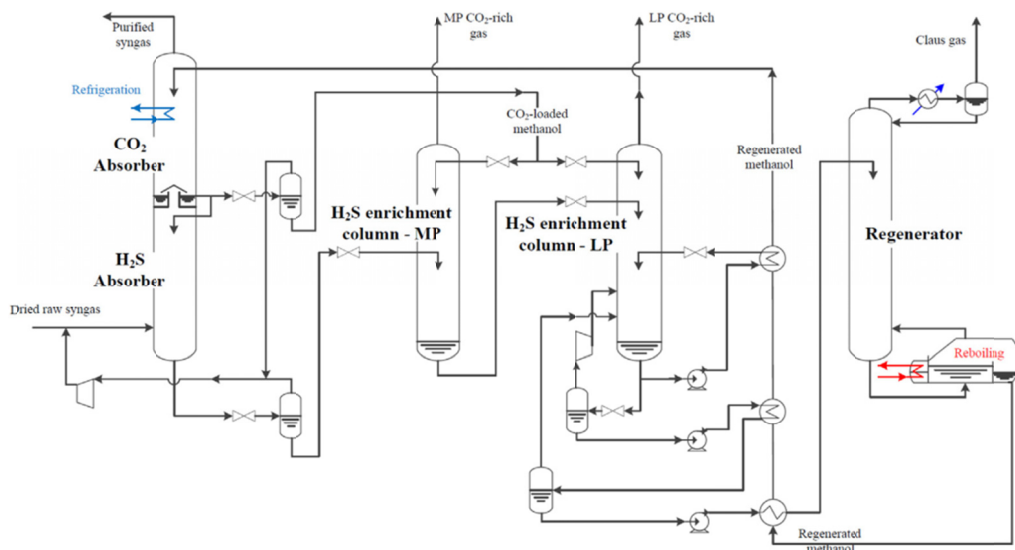 Purified
syngas
MP CO₂-rich
gas
LP CO₂-rich
gas
Claus gas
Refrigeration
CO₂-loaded
methanol
CO₂
Absorber
Regenerated
methanol
H₂S enrichment
column - MP
H₂S enrichment
column - LP
Regenerator
H₂S
Absorber
Dried raw syngas
Reboiling
Regenerated
methanol